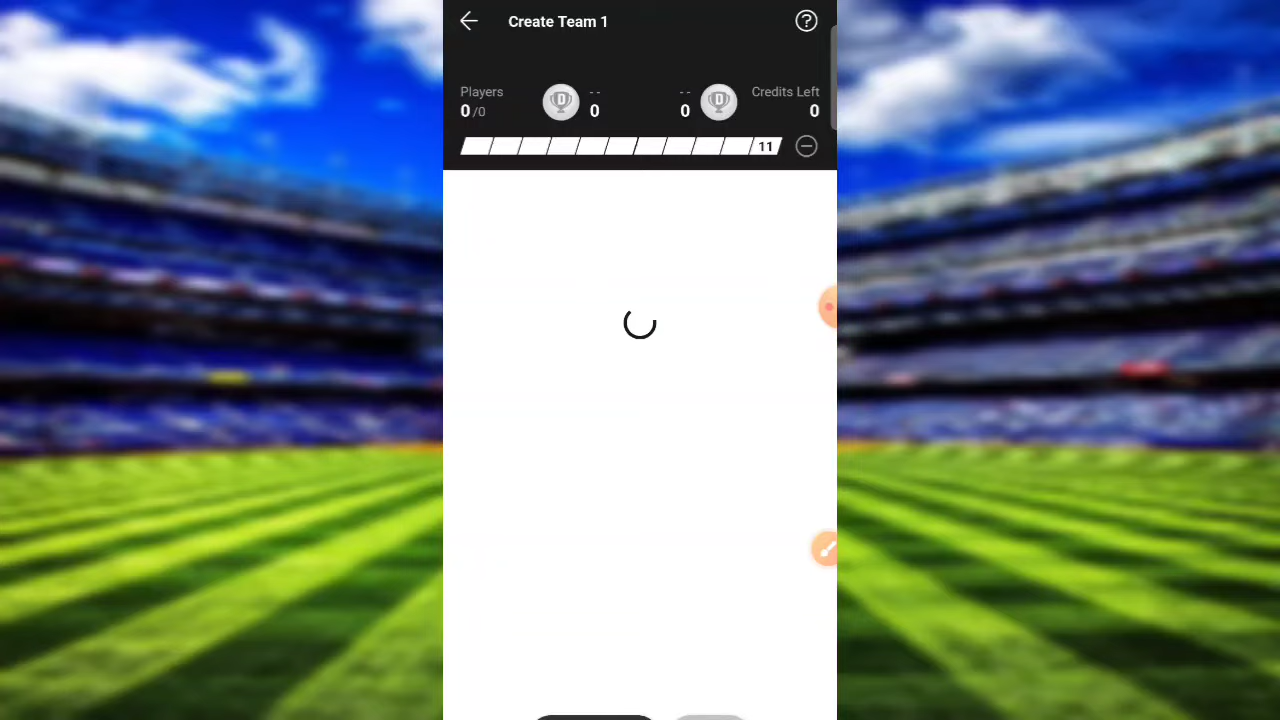 Create Team 1
Players
Credits Left
0/0
D
--
0
--
0
D
0
11